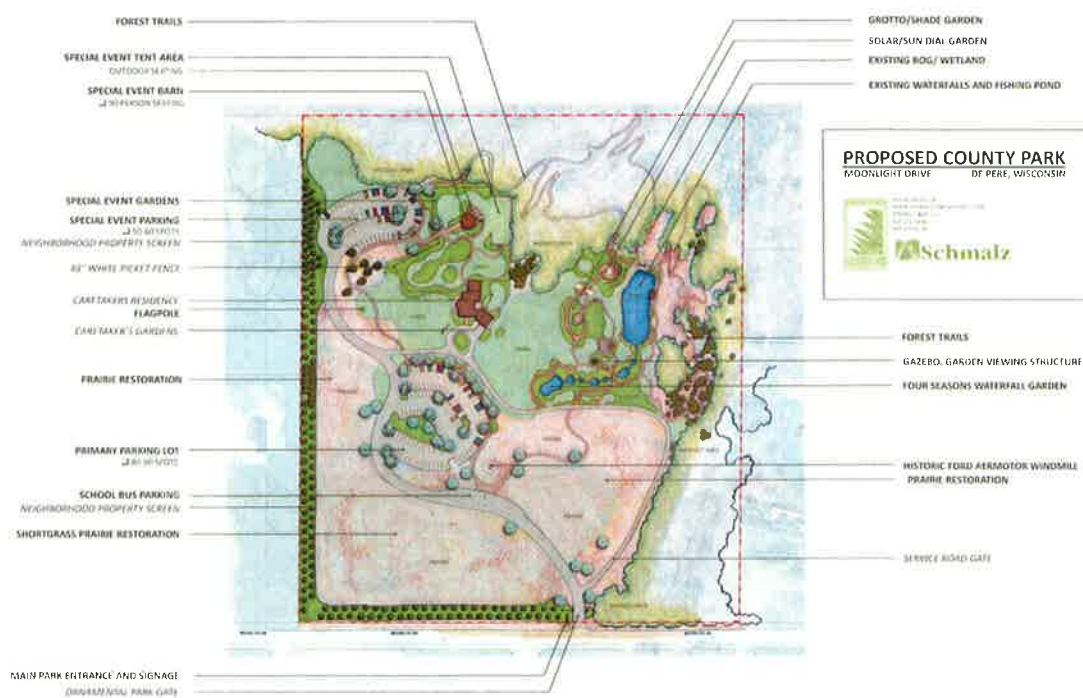 FOREST TRAILS
SPECIAL EVENT TENT AREA
OUTDOOR SEATING
SPECIAL EVENT BARN
SPECIAL EVENT GARDENS
SPECIAL EVENT PARKING
NEIGHBORHOOD PROPERTY SCREEN
WHITE PICKET FENCE
CARETAKERS RESIDENCE
FLAGPOLE
CARETAKER'S GARDENS
PRAIRIE RESTORATION
PRIMARY PARKING LOT
SCHOOL BUS PARKING
NEIGHBORHOOD PROPERTY SCREEN
SHORTGRASS PRAIRIE RESTORATION
MAIN PARK ENTRANCE AND SIGNAGE
ORNAMENTAL PARK GATE
GROTTO/SHADE GARDEN
SOLAR/SUN DIAL GARDEN
EXISTING BOG/ WETLAND
EXISTING WATERFALLS AND FISHING POND
PROPOSED COUNTY PARK
MOONLIGHT DRIVE DE PERE, WISCONSIN
Schmalz
FOREST TRAILS
GAZEBO, GARDEN VIEWING STRUCTURE
FOUR SEASONS WATERFALL GARDEN
HISTORIC FORD AERMOTOR WINDMILL
PRAIRIE RESTORATION
SERVICE ROAD GATE